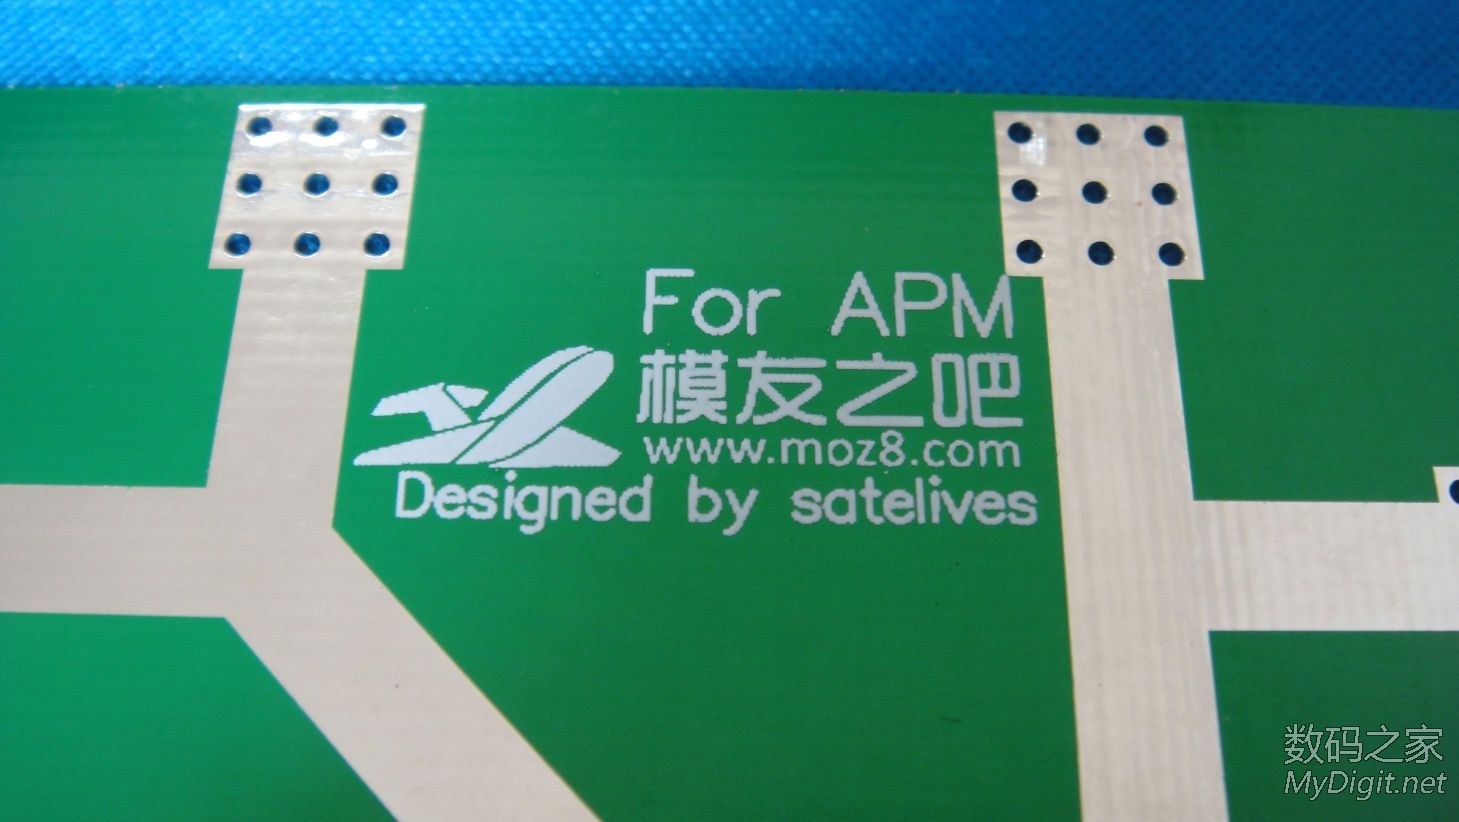 For APM
模友之吧
www.moz8.com
Designed by satelives
数码之家
MyDigit.net